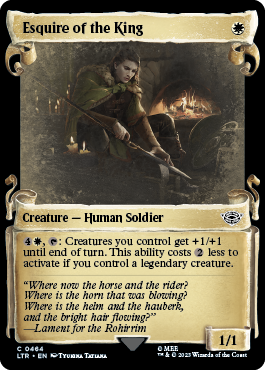 Esquire of the King
Creature — Human Soldier
4, : Creatures you control get +1/+1
until end of turn. This ability costs 2 less to
activate if you control a legendary creature.
“Where now the horse and the rider?
Where is the horn that was blowing?
Where is the helm and the hauberk,
and the bright hair flowing?”
—Lament for the Rohirrim
1/1
C 0464
LTR • EN Tyukina Tatiana
© MEE
™ & © 2023 Wizards of the Coast